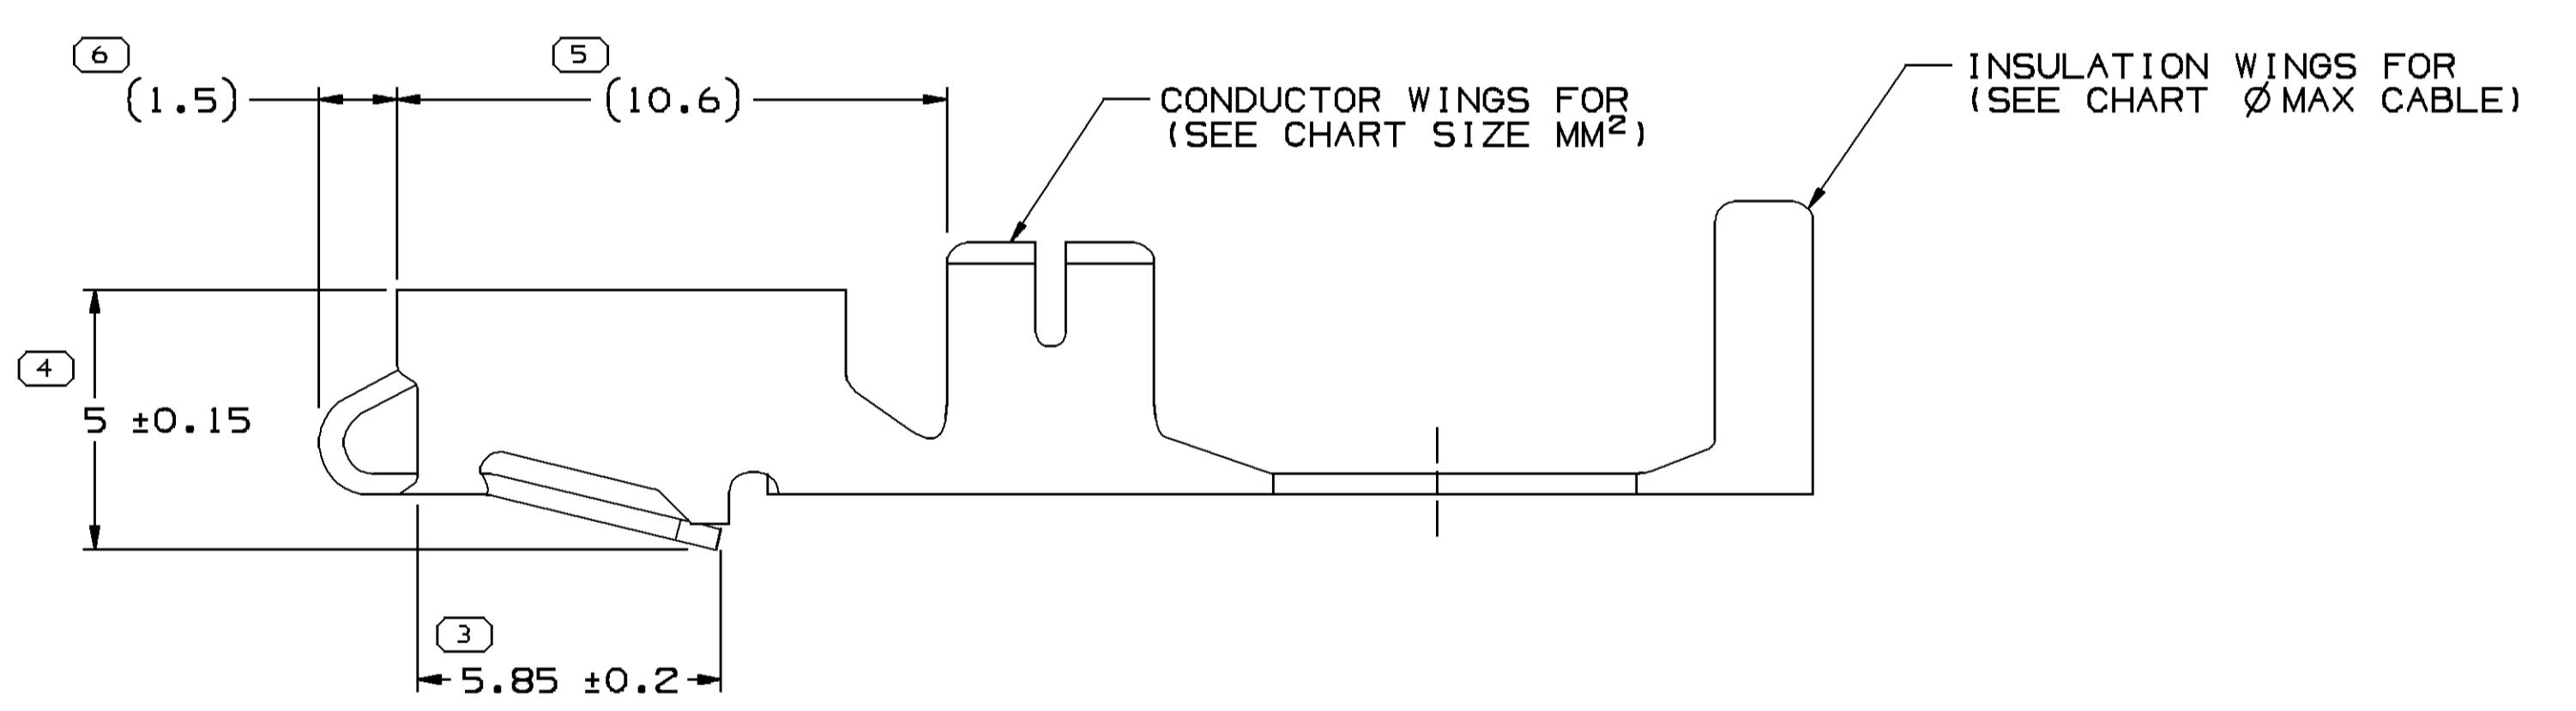 6
(1.5)
5
(10.6)
CONDUCTOR WINGS FOR
(SEE CHART SIZE MM²)
INSULATION WINGS FOR
(SEE CHART ØMAX CABLE)
4
5 ±0.15
3
5.85 ±0.2